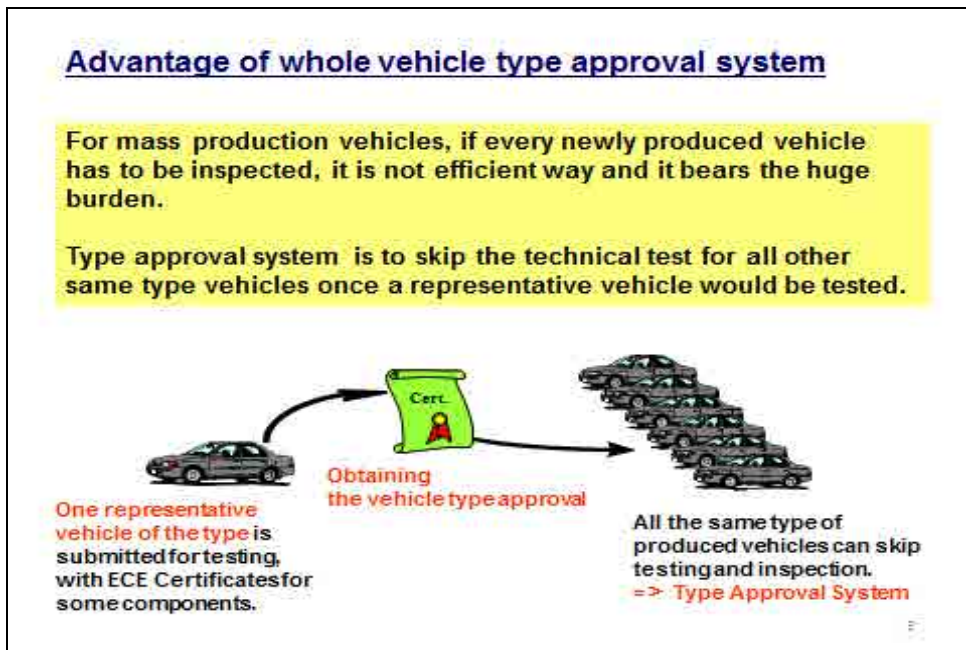 Advantage of whole vehicle type approval system
For mass production vehicles, if every newly produced vehicle
has to be inspected, it is not efficient way and it bears the huge
burden.
Type approval system is to skip the technical test for all other
same type vehicles once a representative vehicle would be tested.
Cert.
One representative
vehicle of the type is
submitted for testing,
with ECE Certificates for
some components.
Obtaining
the vehicle type approval
All the same type of
produced vehicles can skip
testing and inspection.
=> Type Approval System